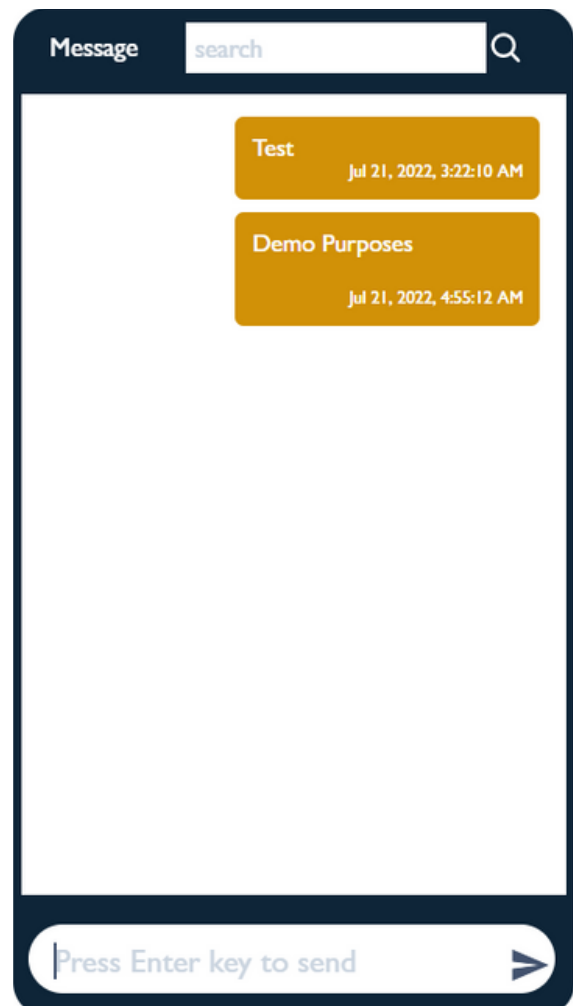 Message search
Test
Jul 21, 2022, 3:22:10 AM
Demo Purposes
Jul 21, 2022, 4:55:12 AM
Press Enter key to send